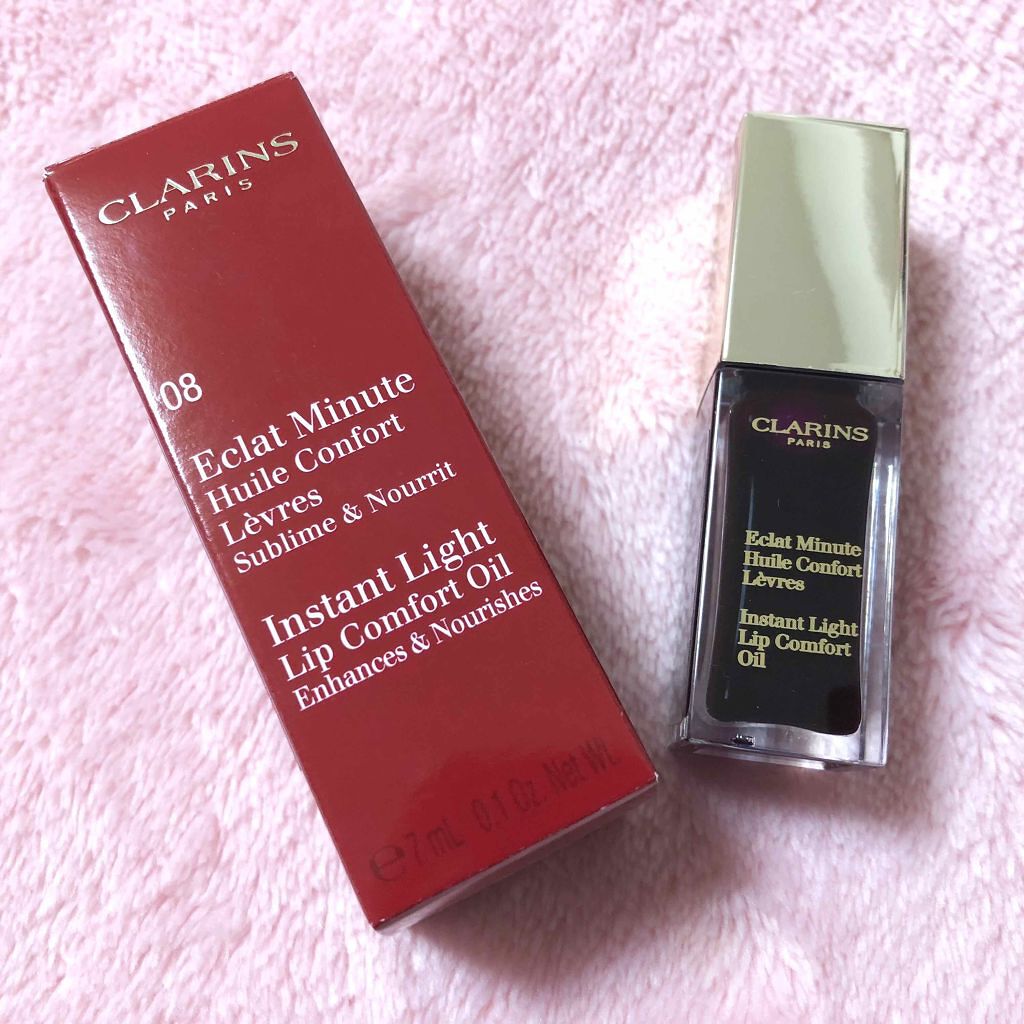 CLARINS
PARIS
08
Eclat Minute
Huile Confort
Lèvres
Sublime & Nourrit
Instant Light
Lip Comfort Oil
Enhances & Nourishes
℮ 7 mL 0.1 Oz. Net Wt.
CLARINS
PARIS
Eclat Minute
Huile Confort
Lèvres
Instant Light
Lip Comfort
Oil